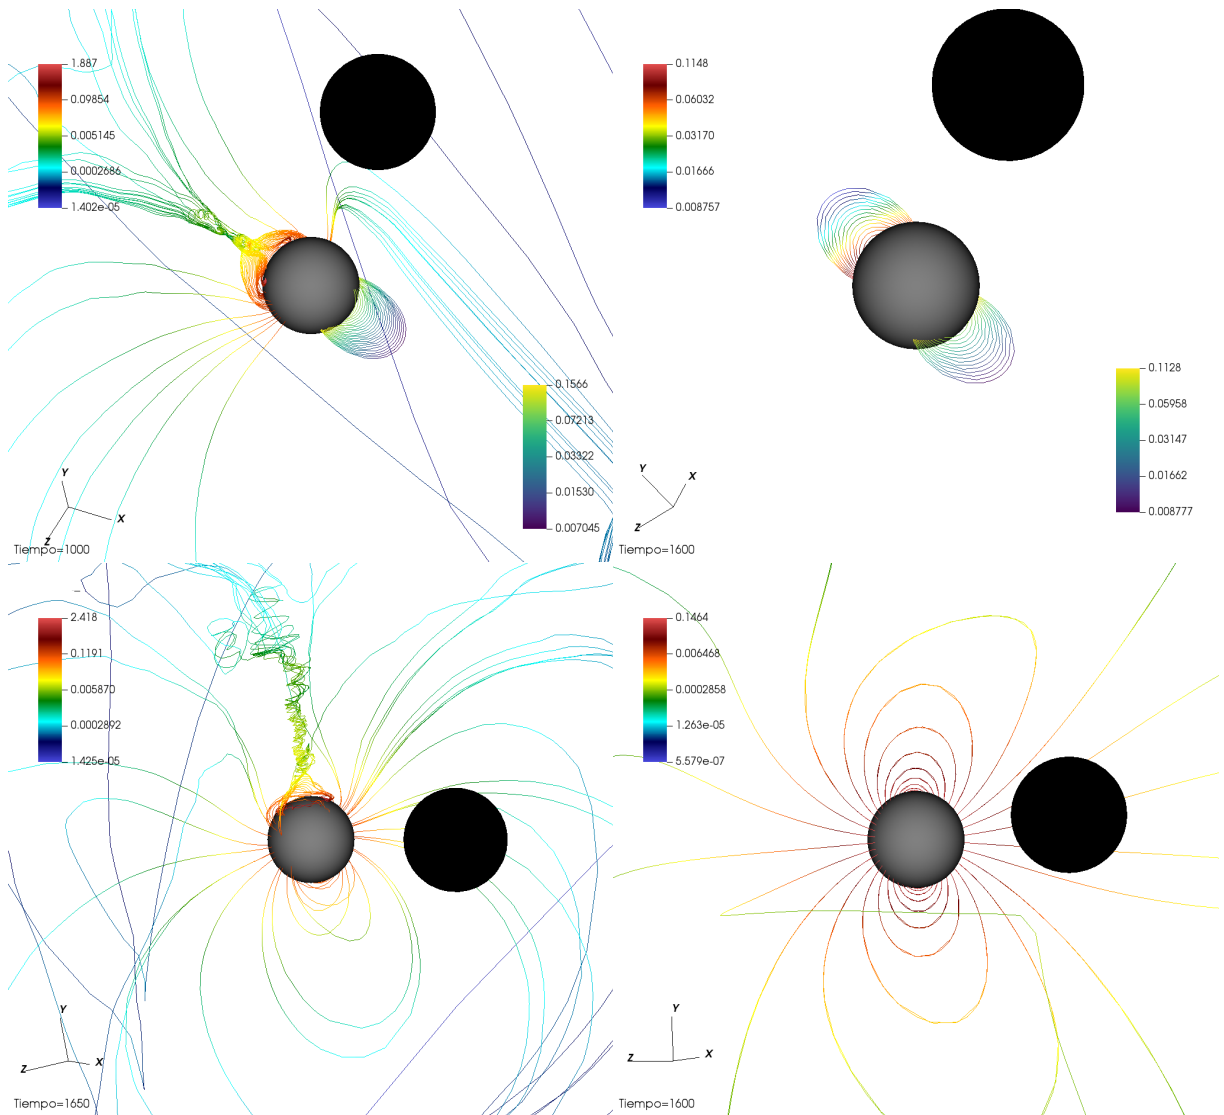 1.887
0.09854
0.005145
0.0002686
1.402e-05
0.1566
0.07213
0.03322
0.01530
0.007045
Y
X
Z
Tiempo=1000
0.1148
0.06032
0.03170
0.01666
0.008757
0.1128
0.05958
0.03147
0.01662
0.008777
Y
X
Z
Tiempo=1600
2.418
0.1191
0.005870
0.0002892
1.425e-05
Y
Z
X
Tiempo=1650
0.1464
0.006468
0.0002858
1.263e-05
5.579e-07
Y
Z
X
Tiempo=1600